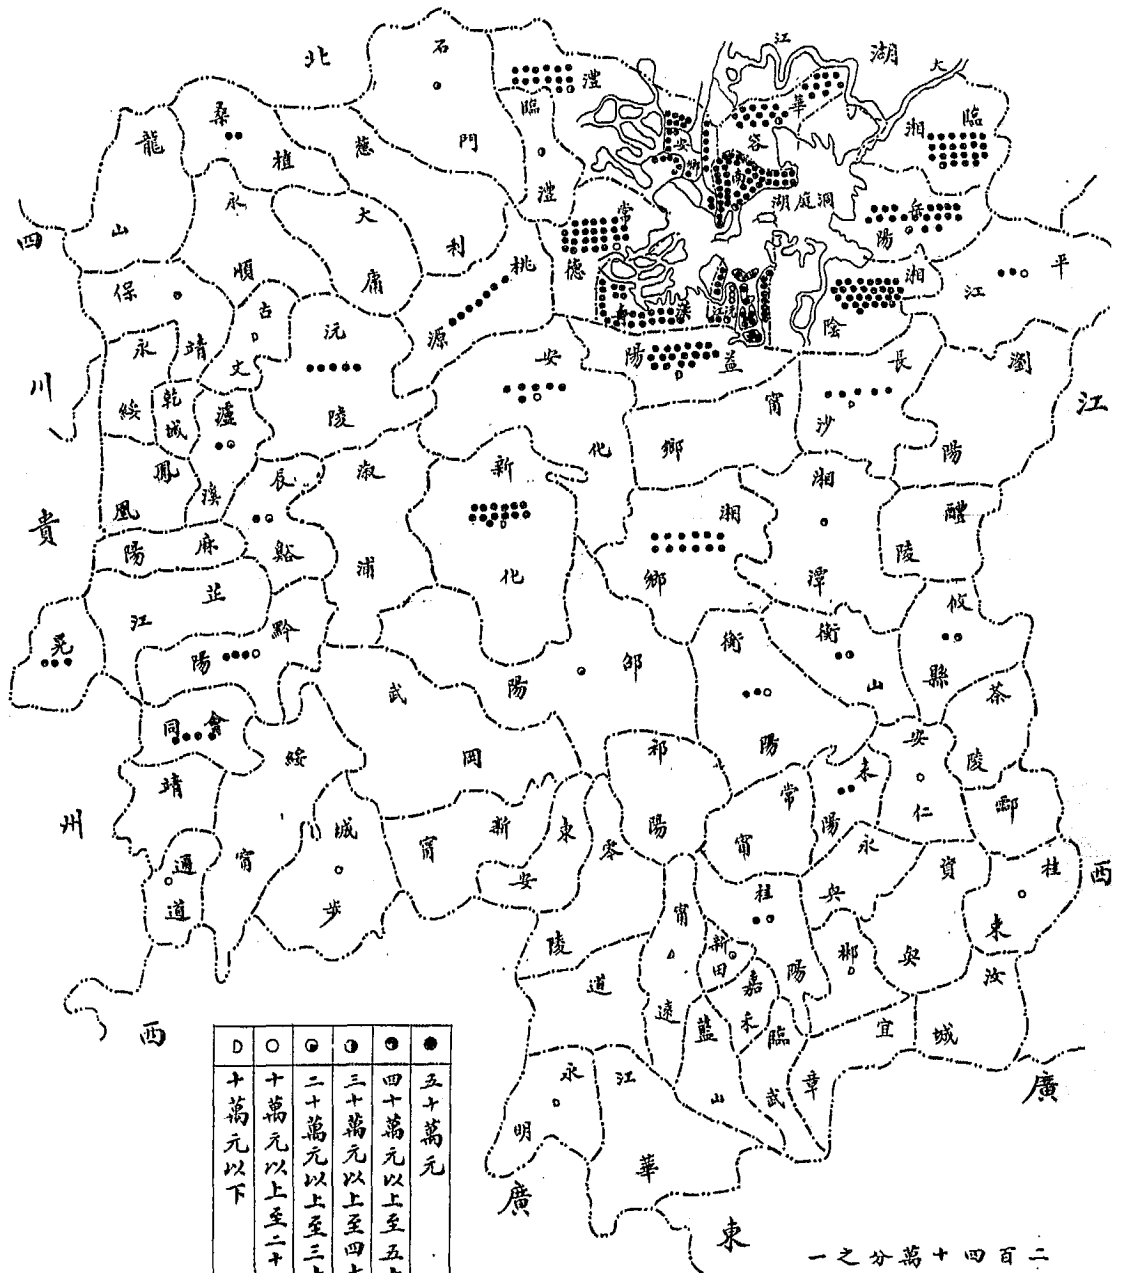 北
湖
大
江
石門
澧
臨澧
慈利
桑植
龍山
永順
大庸
保靖
古丈
永綏
乾城
瀘溪
鳳凰
沅陵
桃源
常德
安鄉
華容
南
洞庭湖
臨湘
岳陽
平江
湘陰
漢壽
沅江
益陽
安化
甯鄉
長沙
瀏陽
醴陵
湘潭
湘鄉
新化
漵浦
辰谿
麻陽
芷江
黔陽
晃
會同
靖
通道
綏甯
城步
武岡
邵陽
新甯
東安
零陵
祁陽
衡陽
衡山
攸縣
茶陵
安仁
酃
耒陽
常甯
永興
資興
桂東
桂陽
郴
汝城
宜章
臨武
嘉禾
新田
甯遠
藍山
道
江華
永明
四川
貴州
江西
廣西
廣東
五十萬元
四十萬元以上至五十
三十萬元以上至四十
二十萬元以上至三十
十萬元以上至二十
十萬元以下
二百四十萬分之一